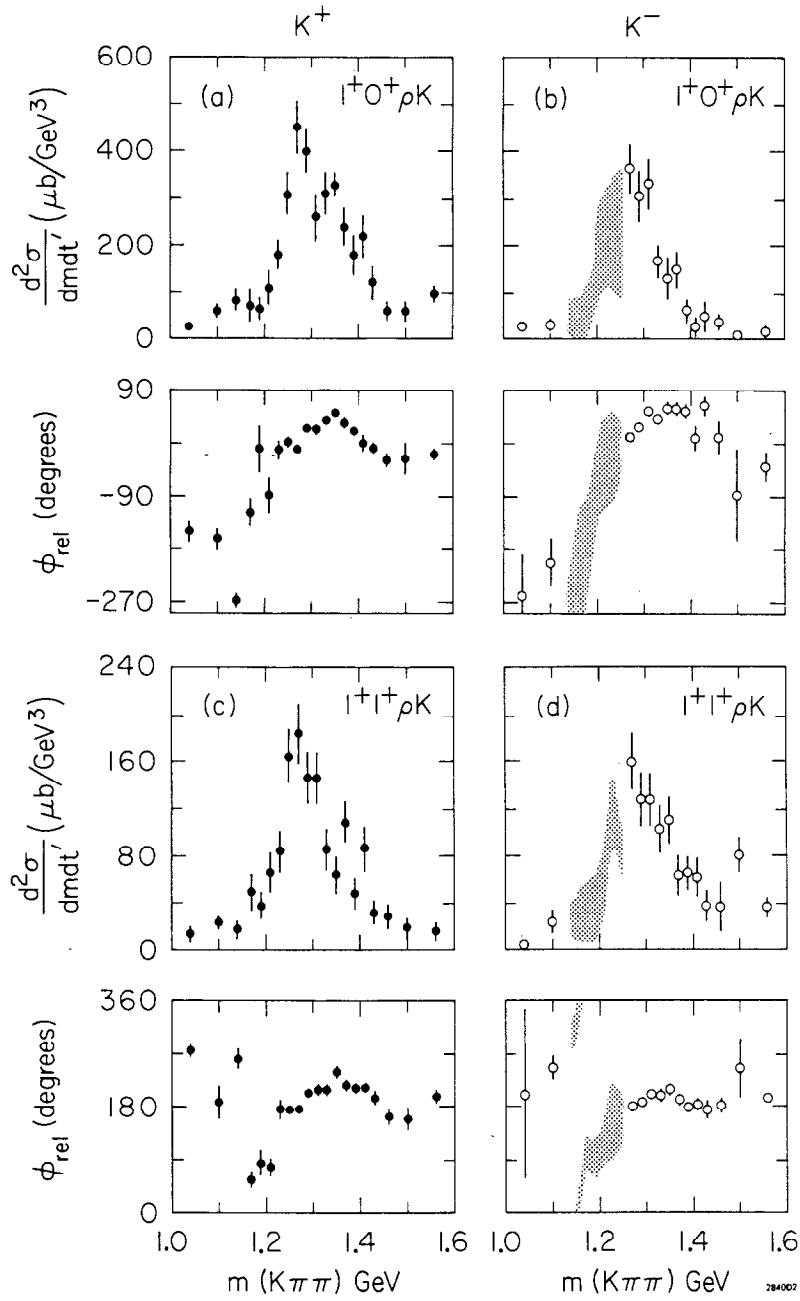 K⁺ K⁻
600
400
200
0
d²σ/dmdt′ (μb/GeV³)
(a) 1⁺0⁺ρK
(b) 1⁺0⁺ρK
90
-90
-270
ϕrel (degrees)
240
160
80
0
d²σ/dmdt′ (μb/GeV³)
(c) 1⁺1⁺ρK
(d) 1⁺1⁺ρK
360
180
0
ϕrel (degrees)
1.0 1.2 1.4 1.6 1.0 1.2 1.4 1.6
m (Kππ) GeV m (Kππ) GeV
2840D2